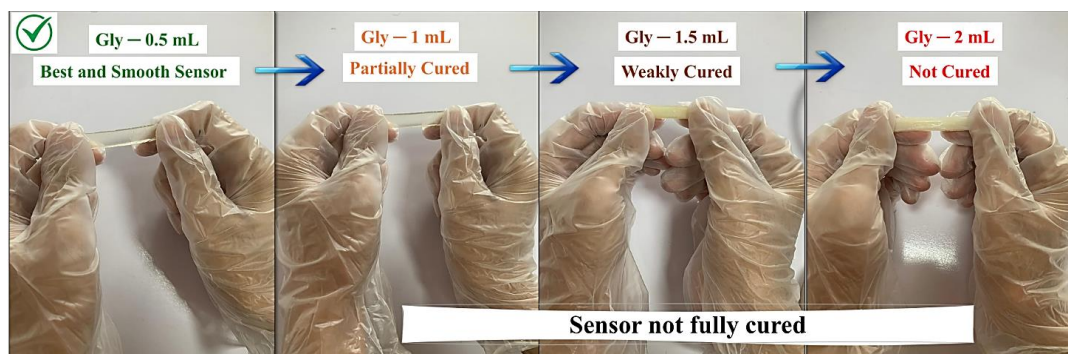 Gly — 0.5 mL
Best and Smooth Sensor
Gly — 1 mL
Partially Cured
Gly — 1.5 mL
Weakly Cured
Gly — 2 mL
Not Cured
Sensor not fully cured